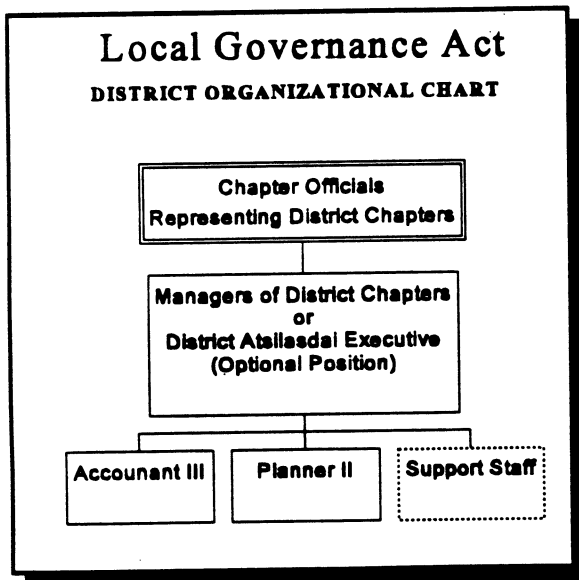 Local Governance Act
DISTRICT ORGANIZATIONAL CHART
Chapter Officials
Representing District Chapters
Managers of District Chapters
or
District Atsilasdai Executive
(Optional Position)
Accounant III
Planner II
Support Staff